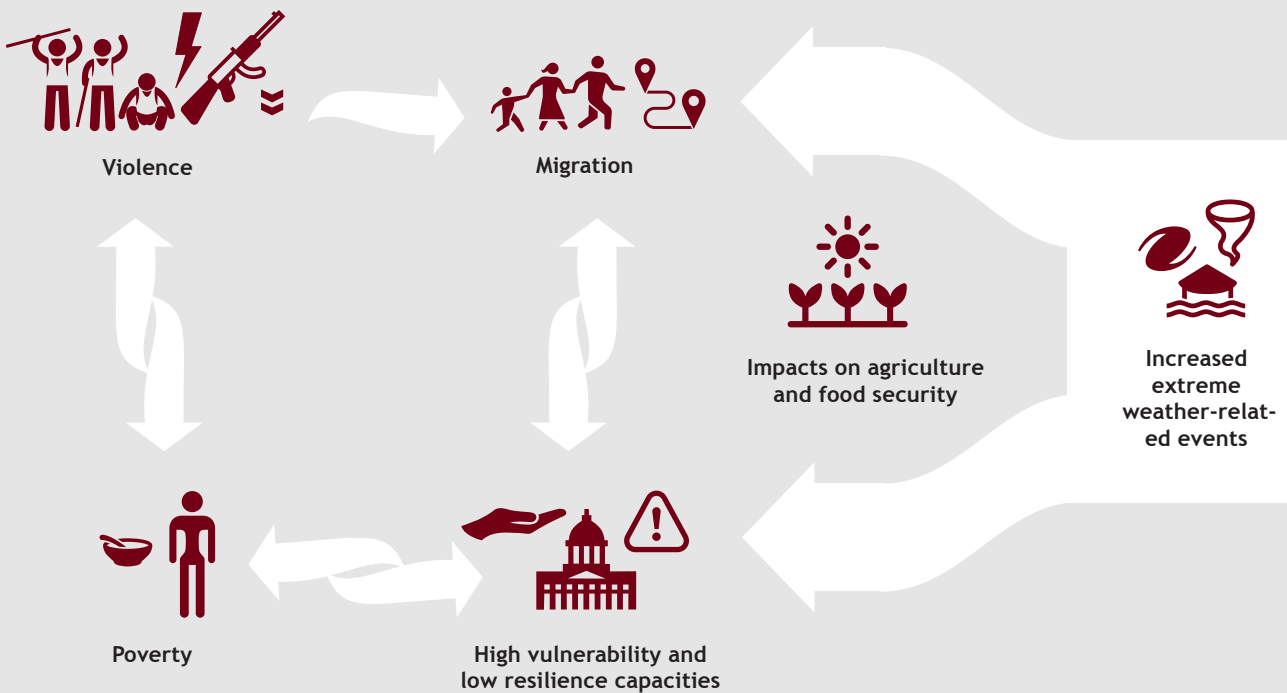 Violence
Migration
Impacts on agriculture
and food security
Increased
extreme
weather-relat-
ed events
Poverty
High vulnerability and
low resilience capacities